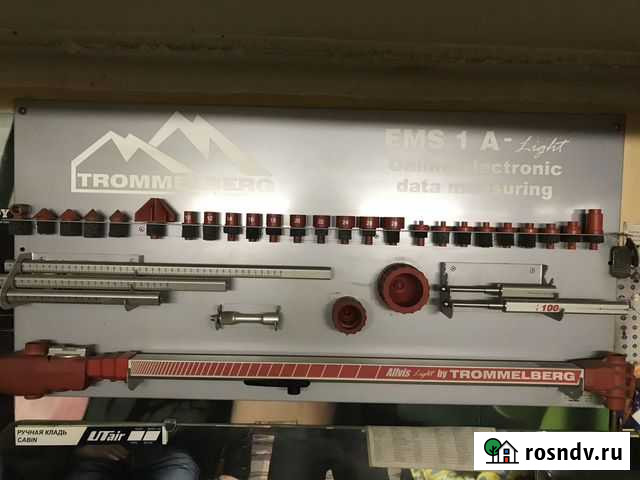 EMS 1 A- Light
Online electronic
data measuring
TROMMELBERG
100
Allvis Light by TROMMELBERG
РУЧНАЯ КЛАДЬ
CABIN
UTair
rosndv.ru